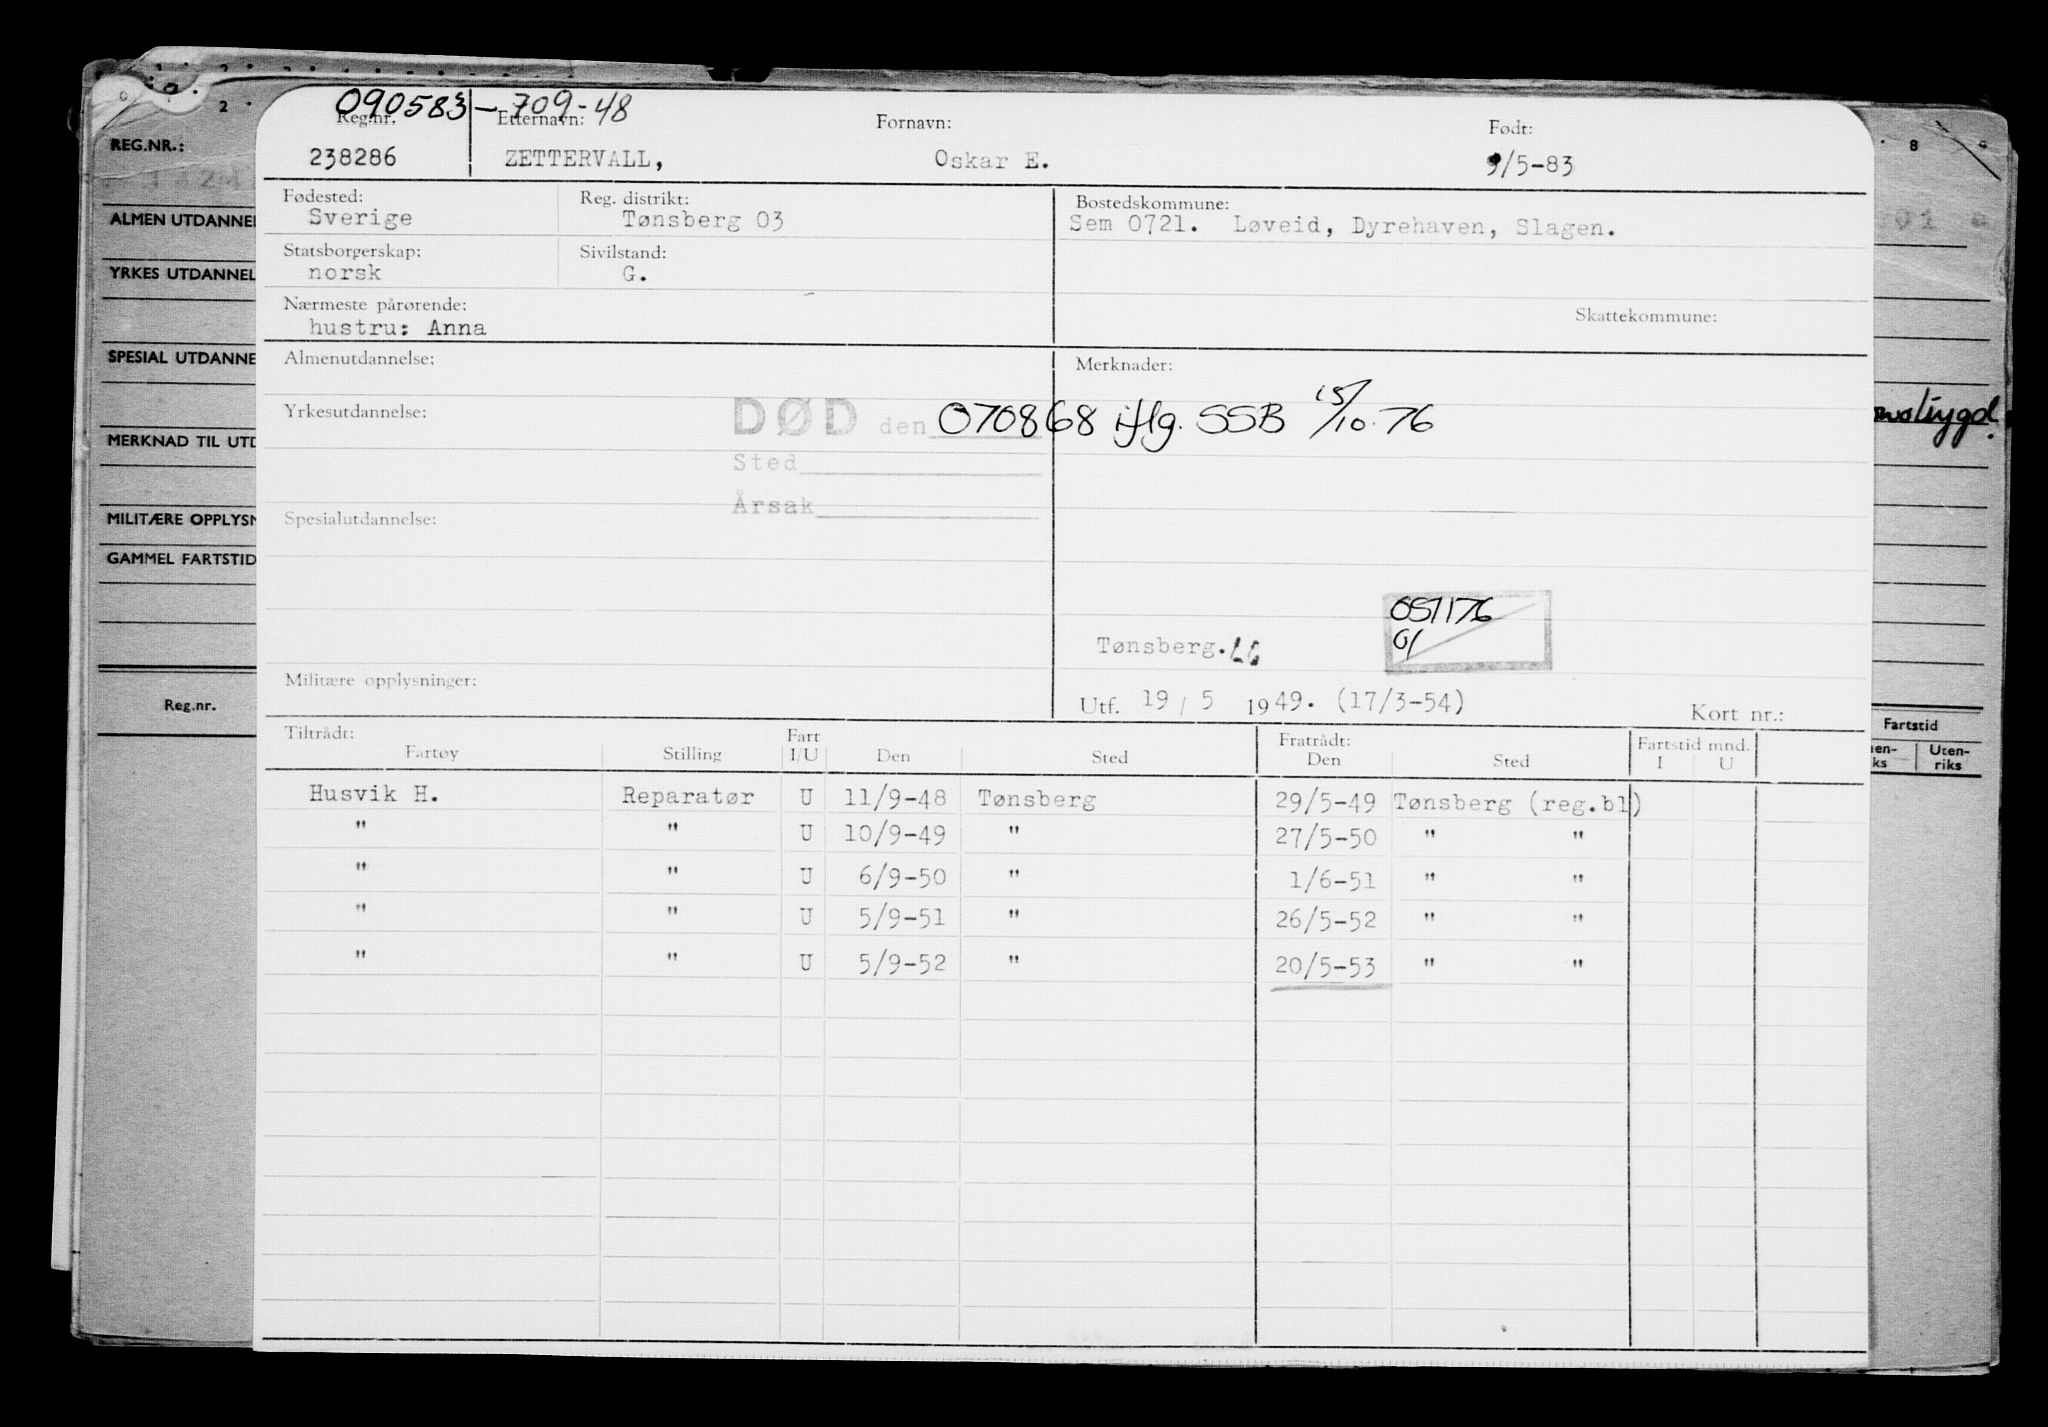 090583-709-48
Reg.nr. Etternavn: Fornavn: Født:
238286 ZETTERVALL, Oskar E. 9/5-83
Fødested: Reg. distrikt: Bostedskommune:
Sverige Tønsberg 03 Sem 0721. Løveid, Dyrehaven, Slagen.
Statsborgerskap: Sivilstand:
norsk G.
Nærmeste pårørende: Skattekommune:
hustru: Anna
Almenutdannelse: Merknader:
Yrkesutdannelse: DØD den 070868 iflg. SSB 15/10-76
Sted
Årsak
Spesialutdannelse:
051176
G/
Tønsberg.
Militære opplysninger:
Utf. 19 / 5 1949. (17/3-54) Kort nr.:
Tiltrådt: Fart Fratrådt: Fartstid mnd.
Fartøy Stilling I/U Den Sted Den Sted I U
Husvik H. Reparatør U 11/9-48 Tønsberg 29/5-49 Tønsberg (reg.bl)
" " U 10/9-49 " 27/5-50 " "
" " U 6/9-50 " 1/6-51 " "
" " U 5/9-51 " 26/5-52 " "
" " U 5/9-52 " 20/5-53 " "
REG.NR.:
ALMEN UTDANNEL
YRKES UTDANNEL
SPESIAL UTDANNE
MERKNAD TIL UTD
MILITÆRE OPPLYSN
GAMMEL FARTSTID
Reg.nr.
Fartstid
en-
ks
Uten-
riks